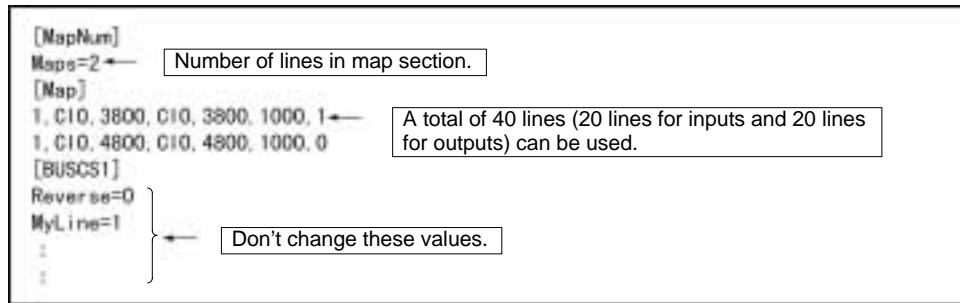 [MapNum]
Maps=2
Number of lines in map section.
[Map]
1, CIO, 3800, CIO, 3800, 1000, 1
A total of 40 lines (20 lines for inputs and 20 lines
for outputs) can be used.
1, CIO, 4800, CIO, 4800, 1000, 0
[BUSCS1]
Reverse=0
MyLine=1
Don't change these values.
:
: